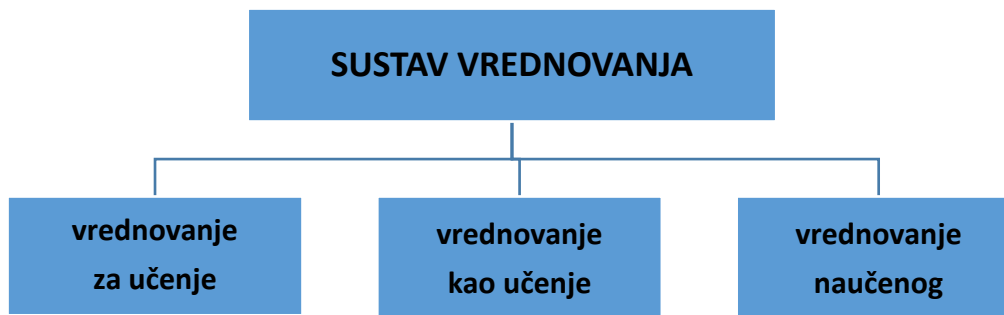 SUSTAV VREDNOVANJA
vrednovanje
za učenje
vrednovanje
kao učenje
vrednovanje
naučenog